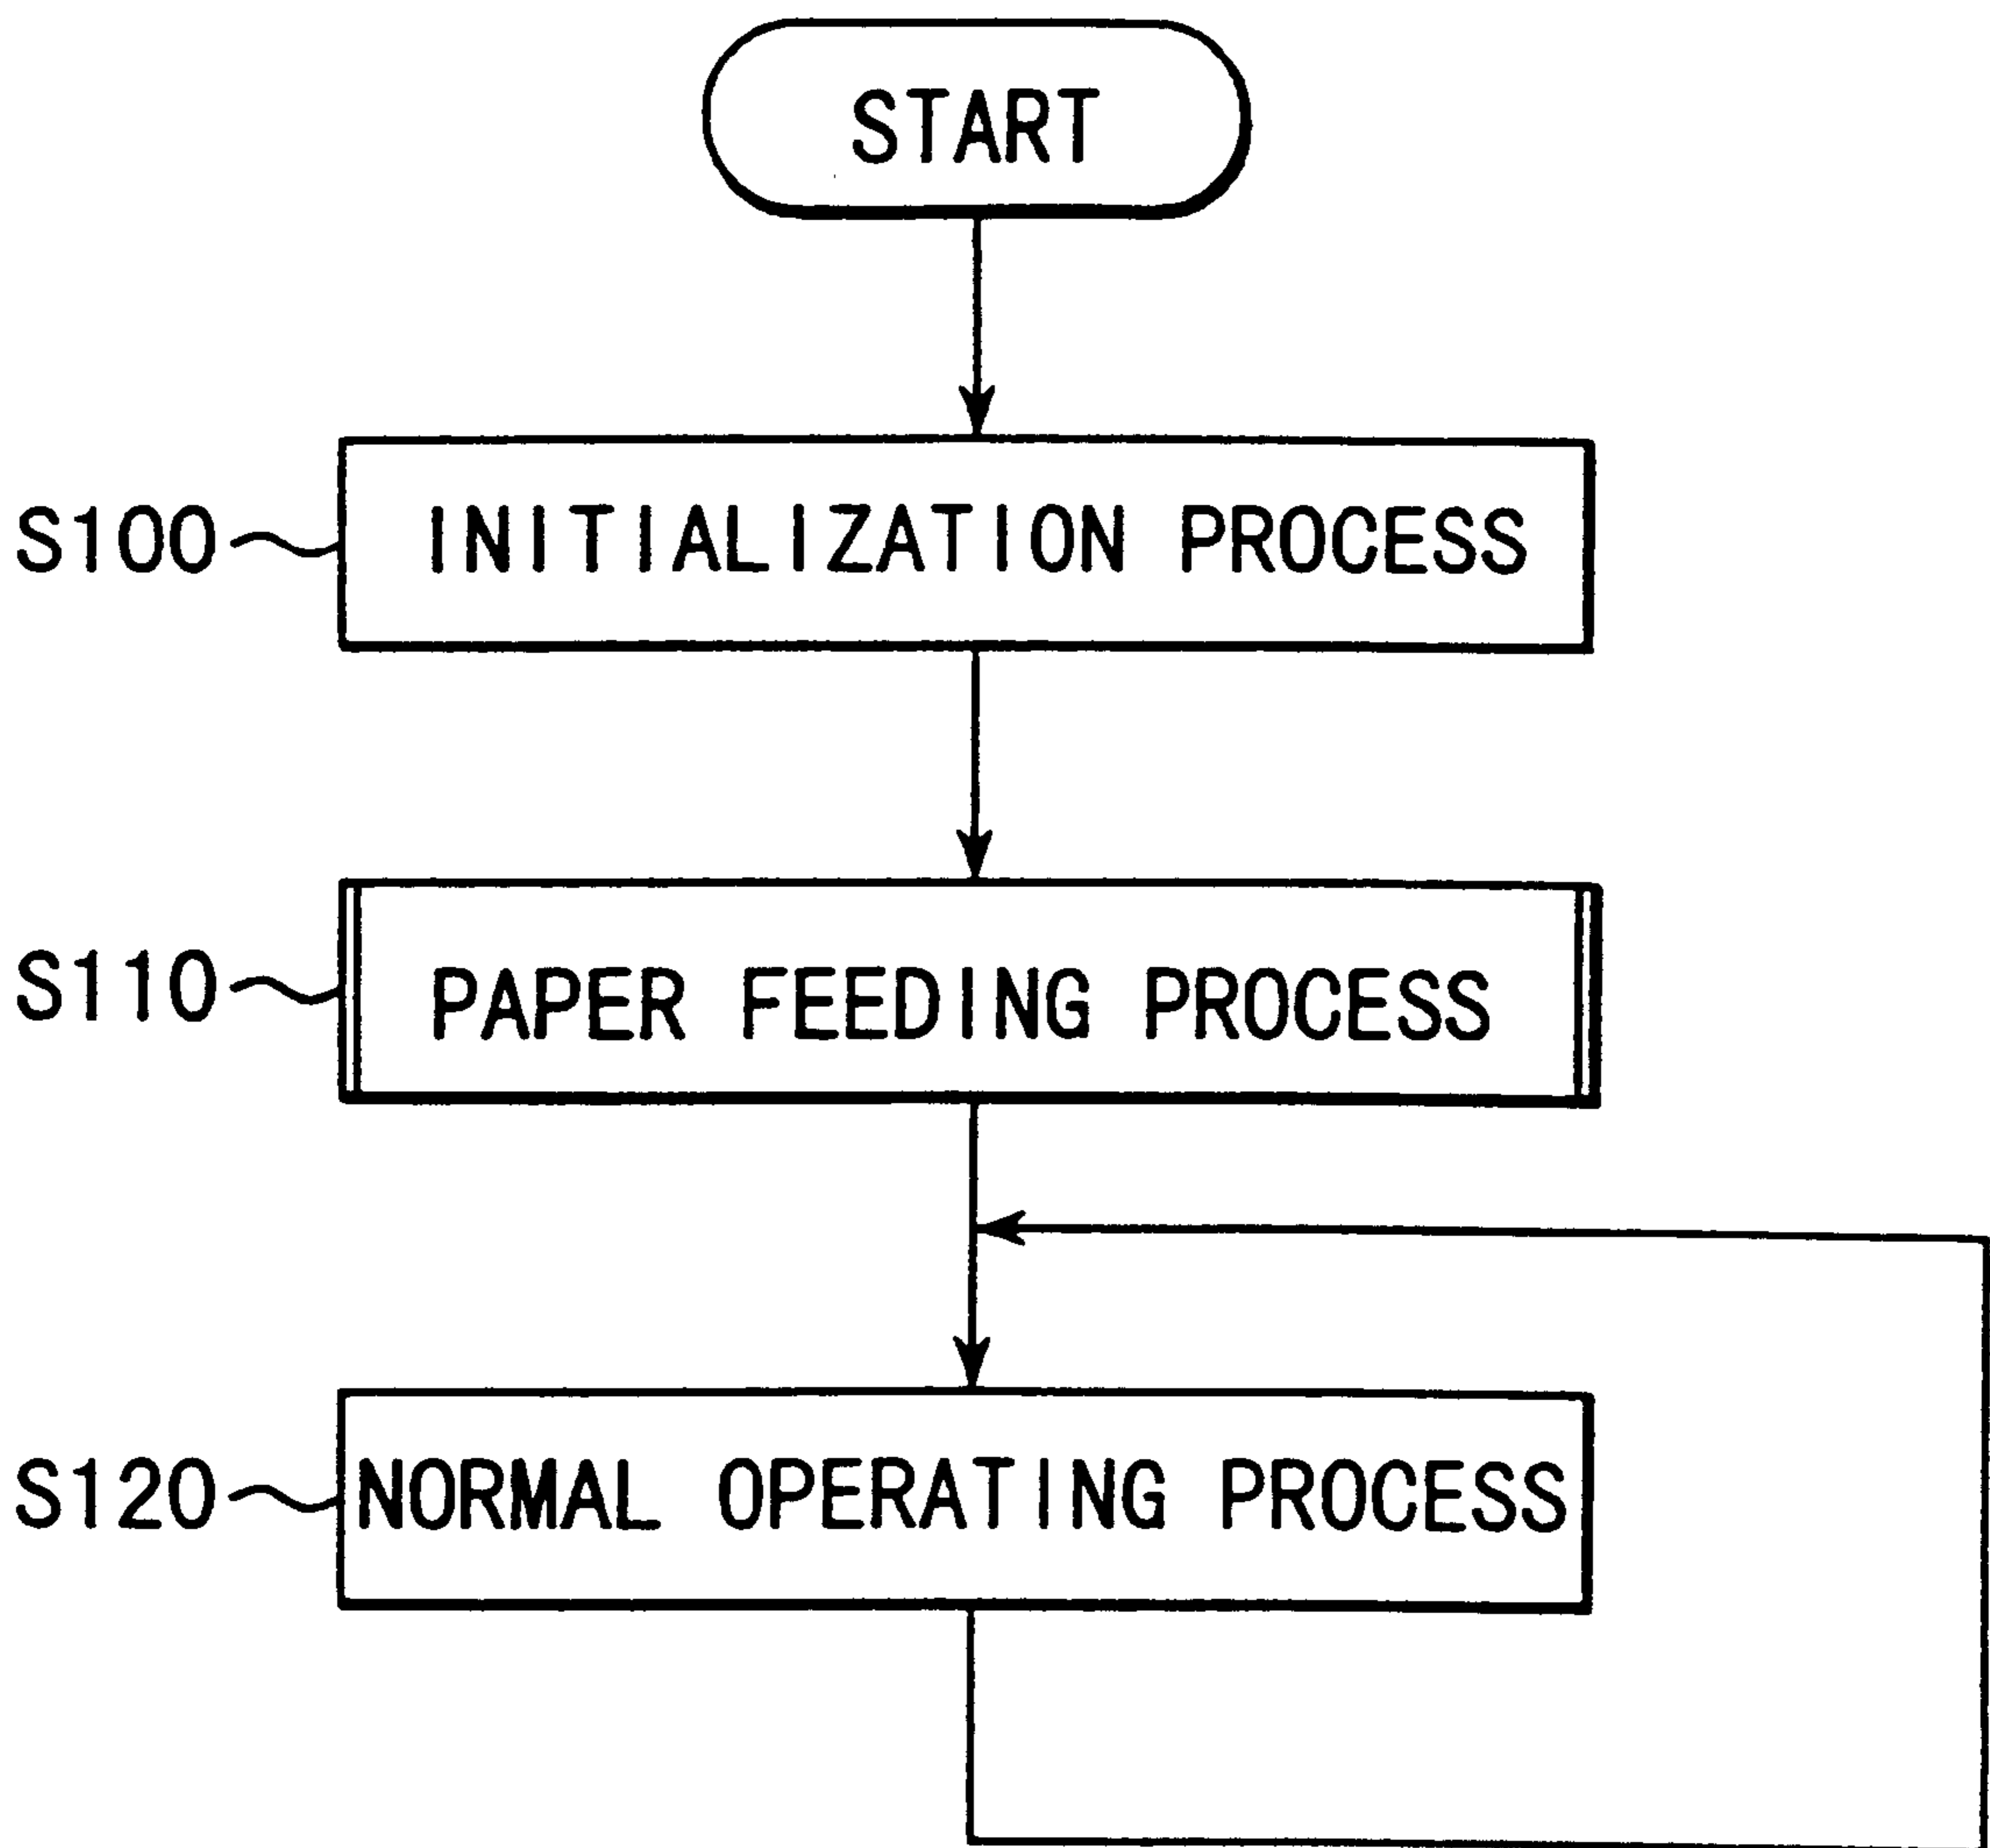 START
S100 INITIALIZATION PROCESS
S110 PAPER FEEDING PROCESS
S120 NORMAL OPERATING PROCESS